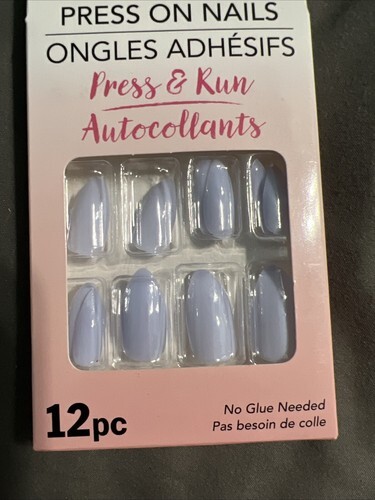 PRESS ON NAILS
ONGLES ADHÉSIFS
Press & Run
Autocollants
12pc
No Glue Needed
Pas besoin de colle